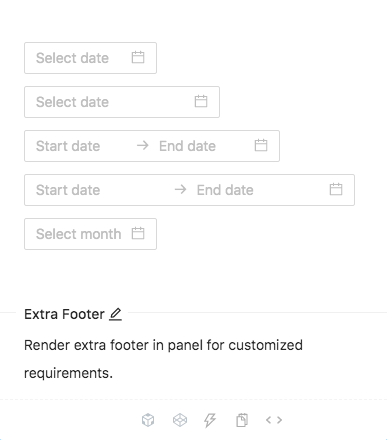 Select date
Select date
Start date → End date
Start date → End date
Select month
Extra Footer
Render extra footer in panel for customized
requirements.